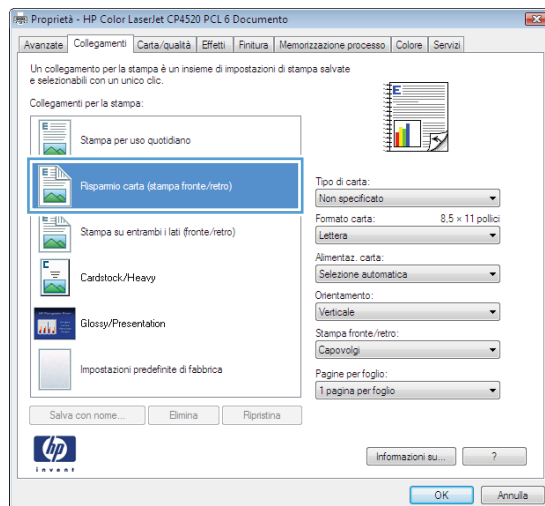 Proprietà - HP Color LaserJet CP4520 PCL 6 Documento
Avanzate Collegamenti Carta/qualità Effetti Finitura Memorizzazione processo Colore Servizi
Un collegamento per la stampa è un insieme di impostazioni di stampa salvate
e selezionabili con un unico clic.
Collegamenti per la stampa:
Stampa per uso quotidiano
Risparmio carta (stampa fronte/retro)
Stampa su entrambi i lati (fronte/retro)
Cardstock/Heavy
Glossy/Presentation
Impostazioni predefinite di fabbrica
Salva con nome... Elimina Ripristina
Tipo di carta:
Non specificato
Formato carta: 8,5 × 11 pollici
Lettera
Alimentaz. carta:
Selezione automatica
Orientamento:
Verticale
Stampa fronte/retro:
Capovolgi
Pagine per foglio:
1 pagina per foglio
hp
invent
Informazioni su... ?
OK Annulla